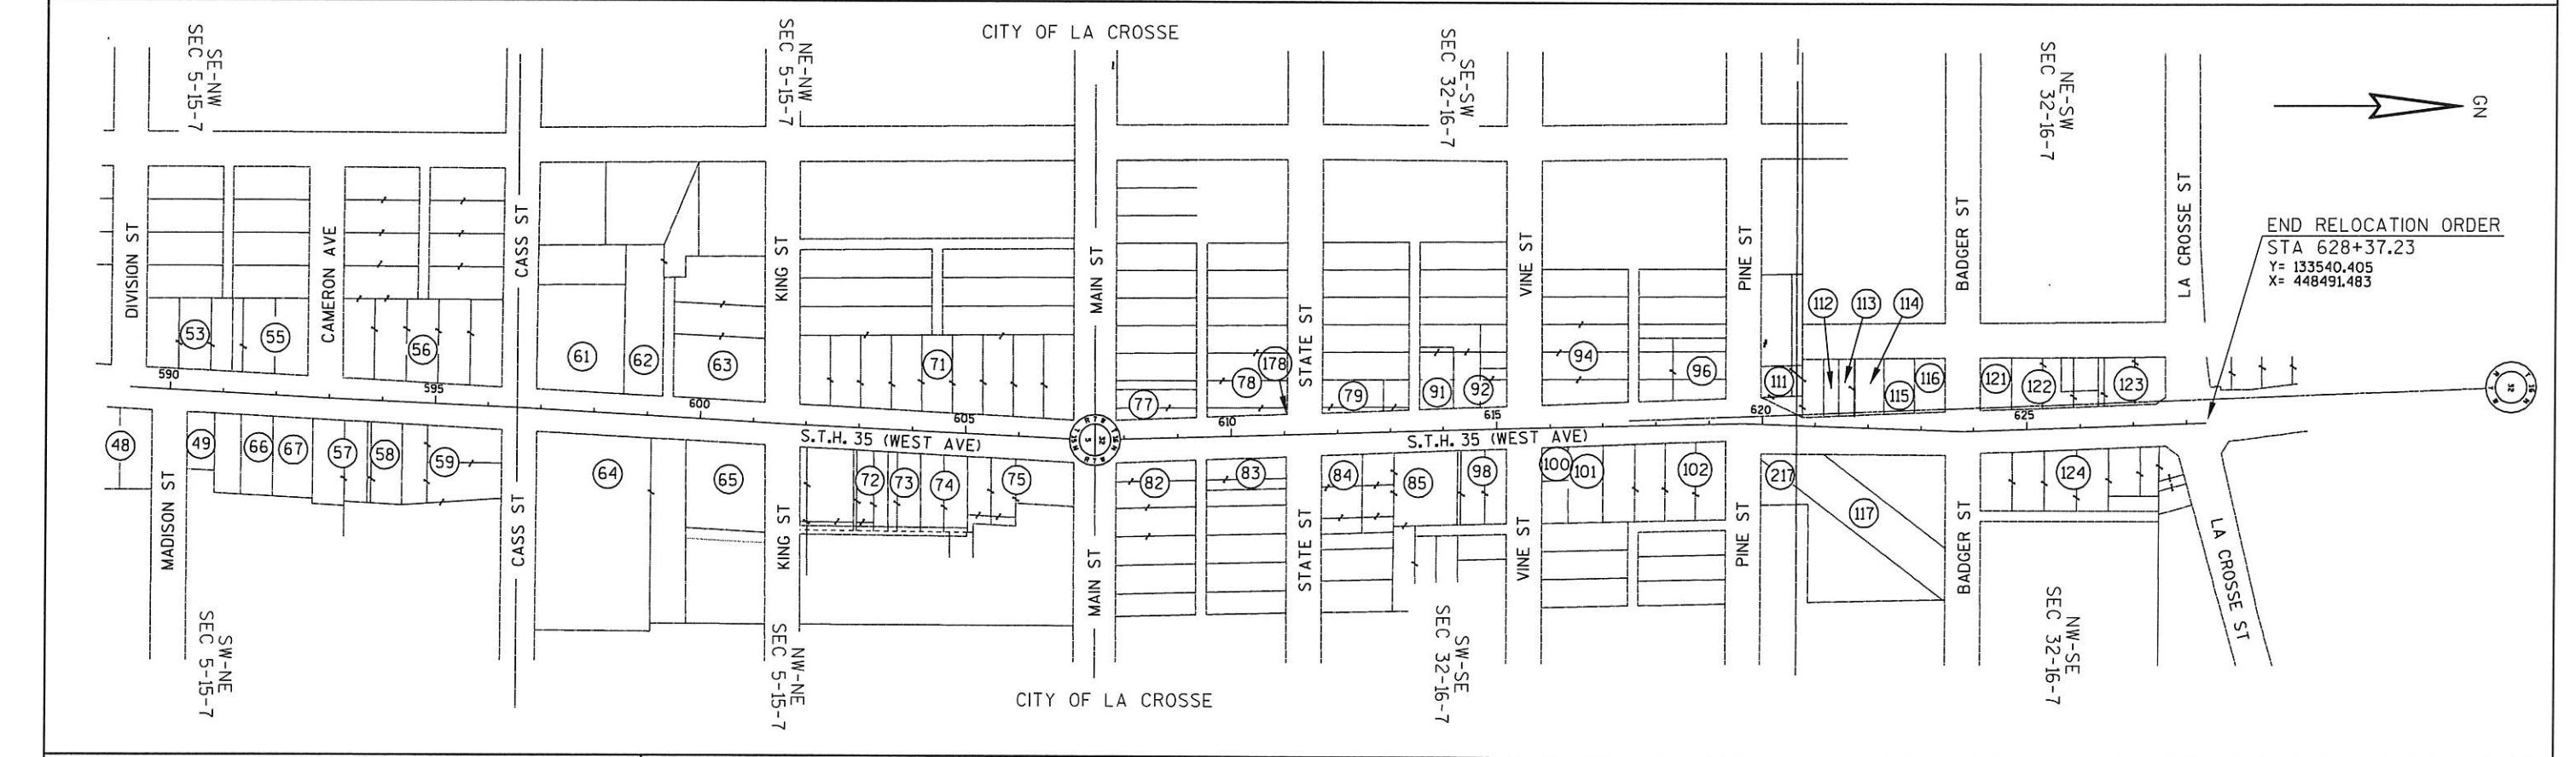 CITY OF LA CROSSE
SE-NW
SEC 5-15-7
NE-NW
SEC 5-15-7
SE-SW
SEC 32-16-7
NE-SW
SEC 32-16-7
GN
DIVISION ST
CAMERON AVE
CASS ST
KING ST
MAIN ST
STATE ST
VINE ST
PINE ST
BADGER ST
LA CROSSE ST
END RELOCATION ORDER
STA 628+37.23
Y= 133540.405
X= 448491.483
112
113
114
53
55
56
61
62
63
71
77
78
178
79
91
92
94
96
111
115
116
121
122
123
590
595
600
605
610
615
620
625
S.T.H. 35 (WEST AVE)
S.T.H. 35 (WEST AVE)
5
32
32
48
49
66
67
57
58
59
64
65
72
73
74
75
82
83
84
85
98
100
101
102
217
117
124
MADISON ST
CASS ST
KING ST
MAIN ST
STATE ST
VINE ST
PINE ST
BADGER ST
LA CROSSE ST
SW-NE
SEC 5-15-7
NW-NE
SEC 5-15-7
SW-SE
SEC 32-16-7
NW-SE
SEC 32-16-7
CITY OF LA CROSSE